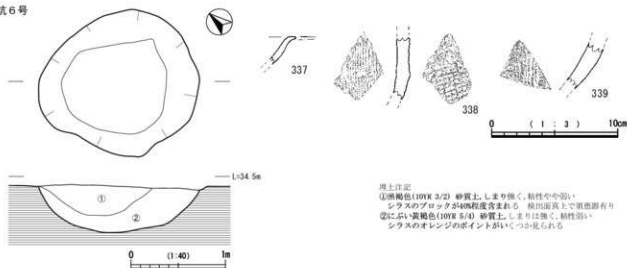 坑6号
337
338
339
0 (1:3) 10cm
L=34.5m
①
②
0 (1:40) 1m
埋土注記
①黒褐色(10YR 3/2) 砂質土, しまり強く, 粘性やや弱い
シラスのブロックが40%程度含まれる 検出面真上で須恵器有り
②にぶい黄褐色(10YR 5/4) 砂質土, しまりは強く, 粘性弱い
シラスのオレンジのポイントがいくつか見られる